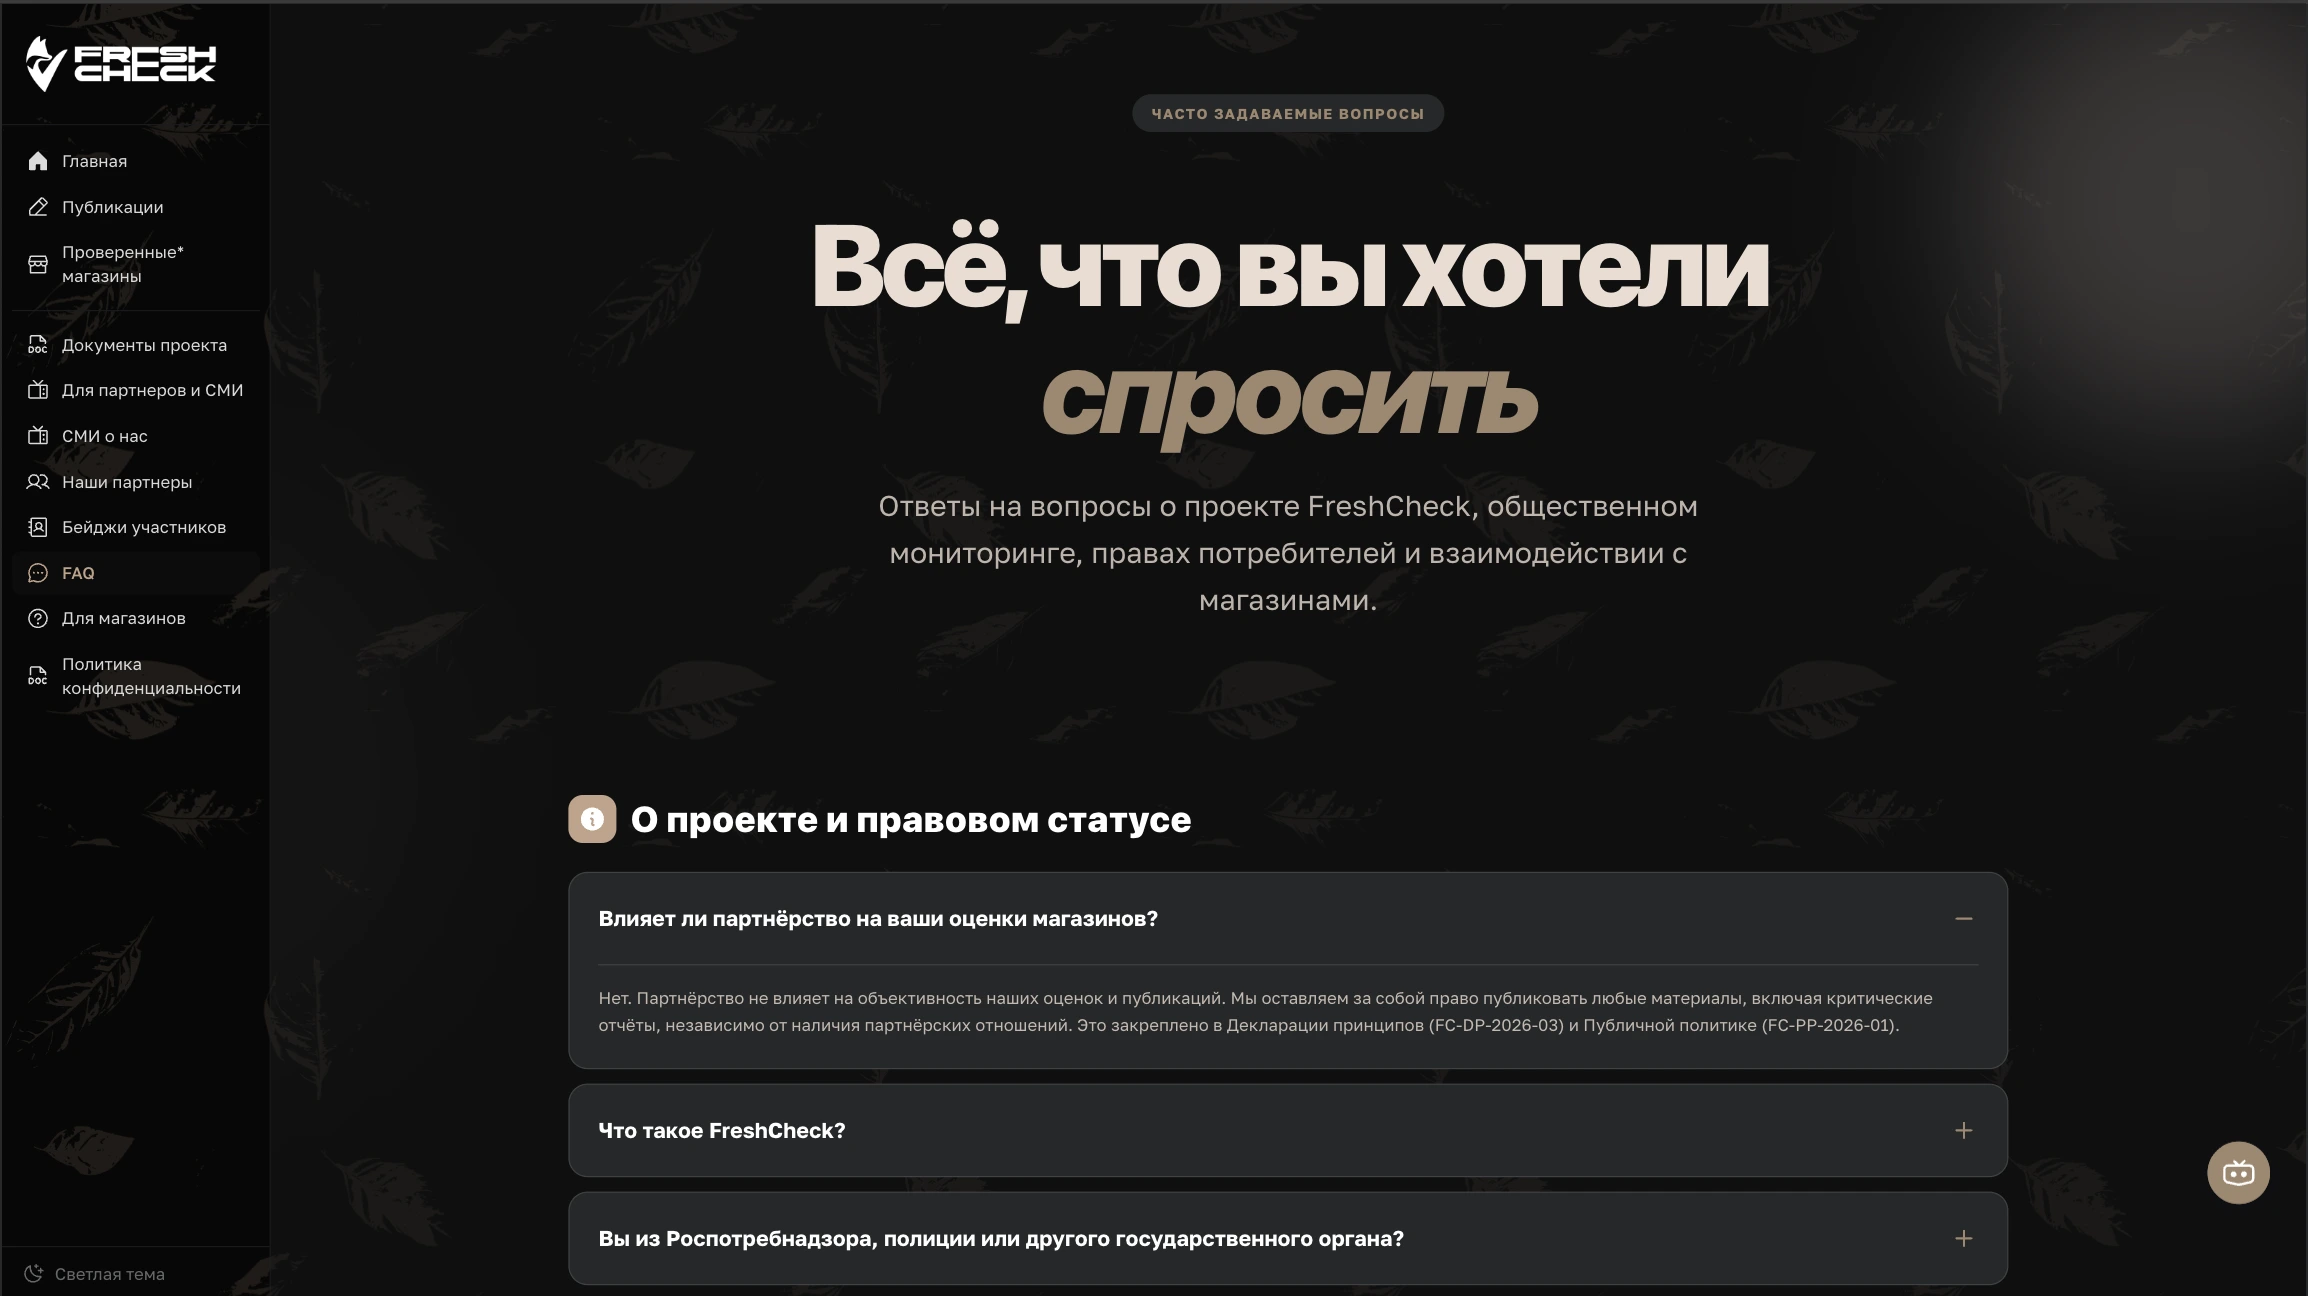 FRESH
CHECK
Главная
Публикации
Проверенные*
магазины
Документы проекта
Для партнеров и СМИ
СМИ о нас
Наши партнеры
Бейджи участников
FAQ
Для магазинов
Политика
конфиденциальности
Светлая тема
ЧАСТО ЗАДАВАЕМЫЕ ВОПРОСЫ
Всё, что вы хотели
спросить
Ответы на вопросы о проекте FreshCheck, общественном
мониторинге, правах потребителей и взаимодействии с
магазинами.
О проекте и правовом статусе
Влияет ли партнёрство на ваши оценки магазинов?
Нет. Партнёрство не влияет на объективность наших оценок и публикаций. Мы оставляем за собой право публиковать любые материалы, включая критические
отчёты, независимо от наличия партнёрских отношений. Это закреплено в Декларации принципов (FC-DP-2026-03) и Публичной политике (FC-PP-2026-01).
Что такое FreshCheck?
Вы из Роспотребнадзора, полиции или другого государственного органа?